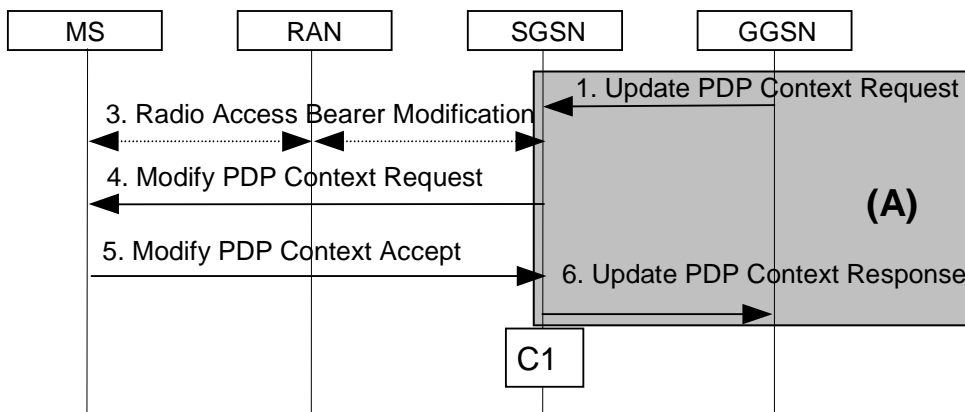 MS
RAN
SGSN
GGSN
1. Update PDP Context Request
3. Radio Access Bearer Modification
4. Modify PDP Context Request
(A)
5. Modify PDP Context Accept
6. Update PDP Context Response
C1